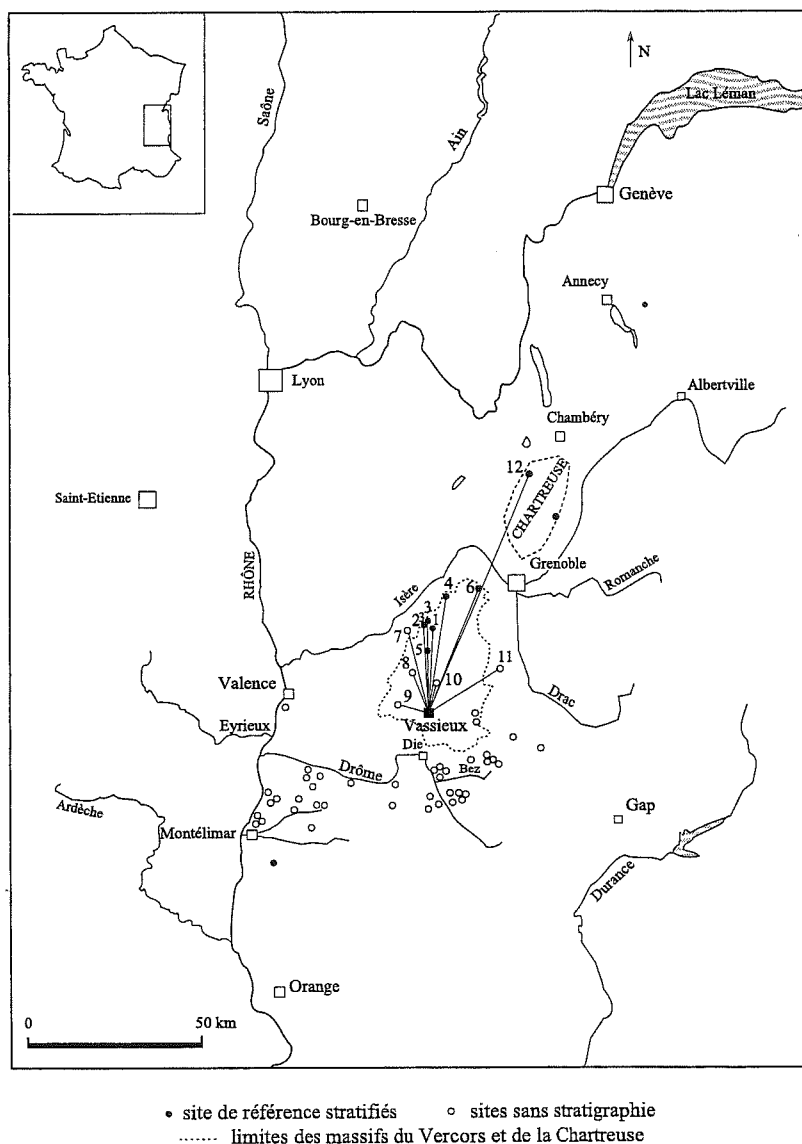 N
Lac Léman
Saône
Ain
Genève
Bourg-en-Bresse
Annecy
Lyon
Albertville
Chambéry
12
CHARTREUSE
Saint-Etienne
RHÔNE
Grenoble
Romanche
Isère
4
6
3
2
3
1
7
5
8
10
11
9
Valence
Vassieux
Drac
Eyrieux
Die
Drôme
Bez
Ardèche
Gap
Montélimar
Durance
Orange
0 50 km
site de référence stratifiés sites sans stratigraphie
limites des massifs du Vercors et de la Chartreuse